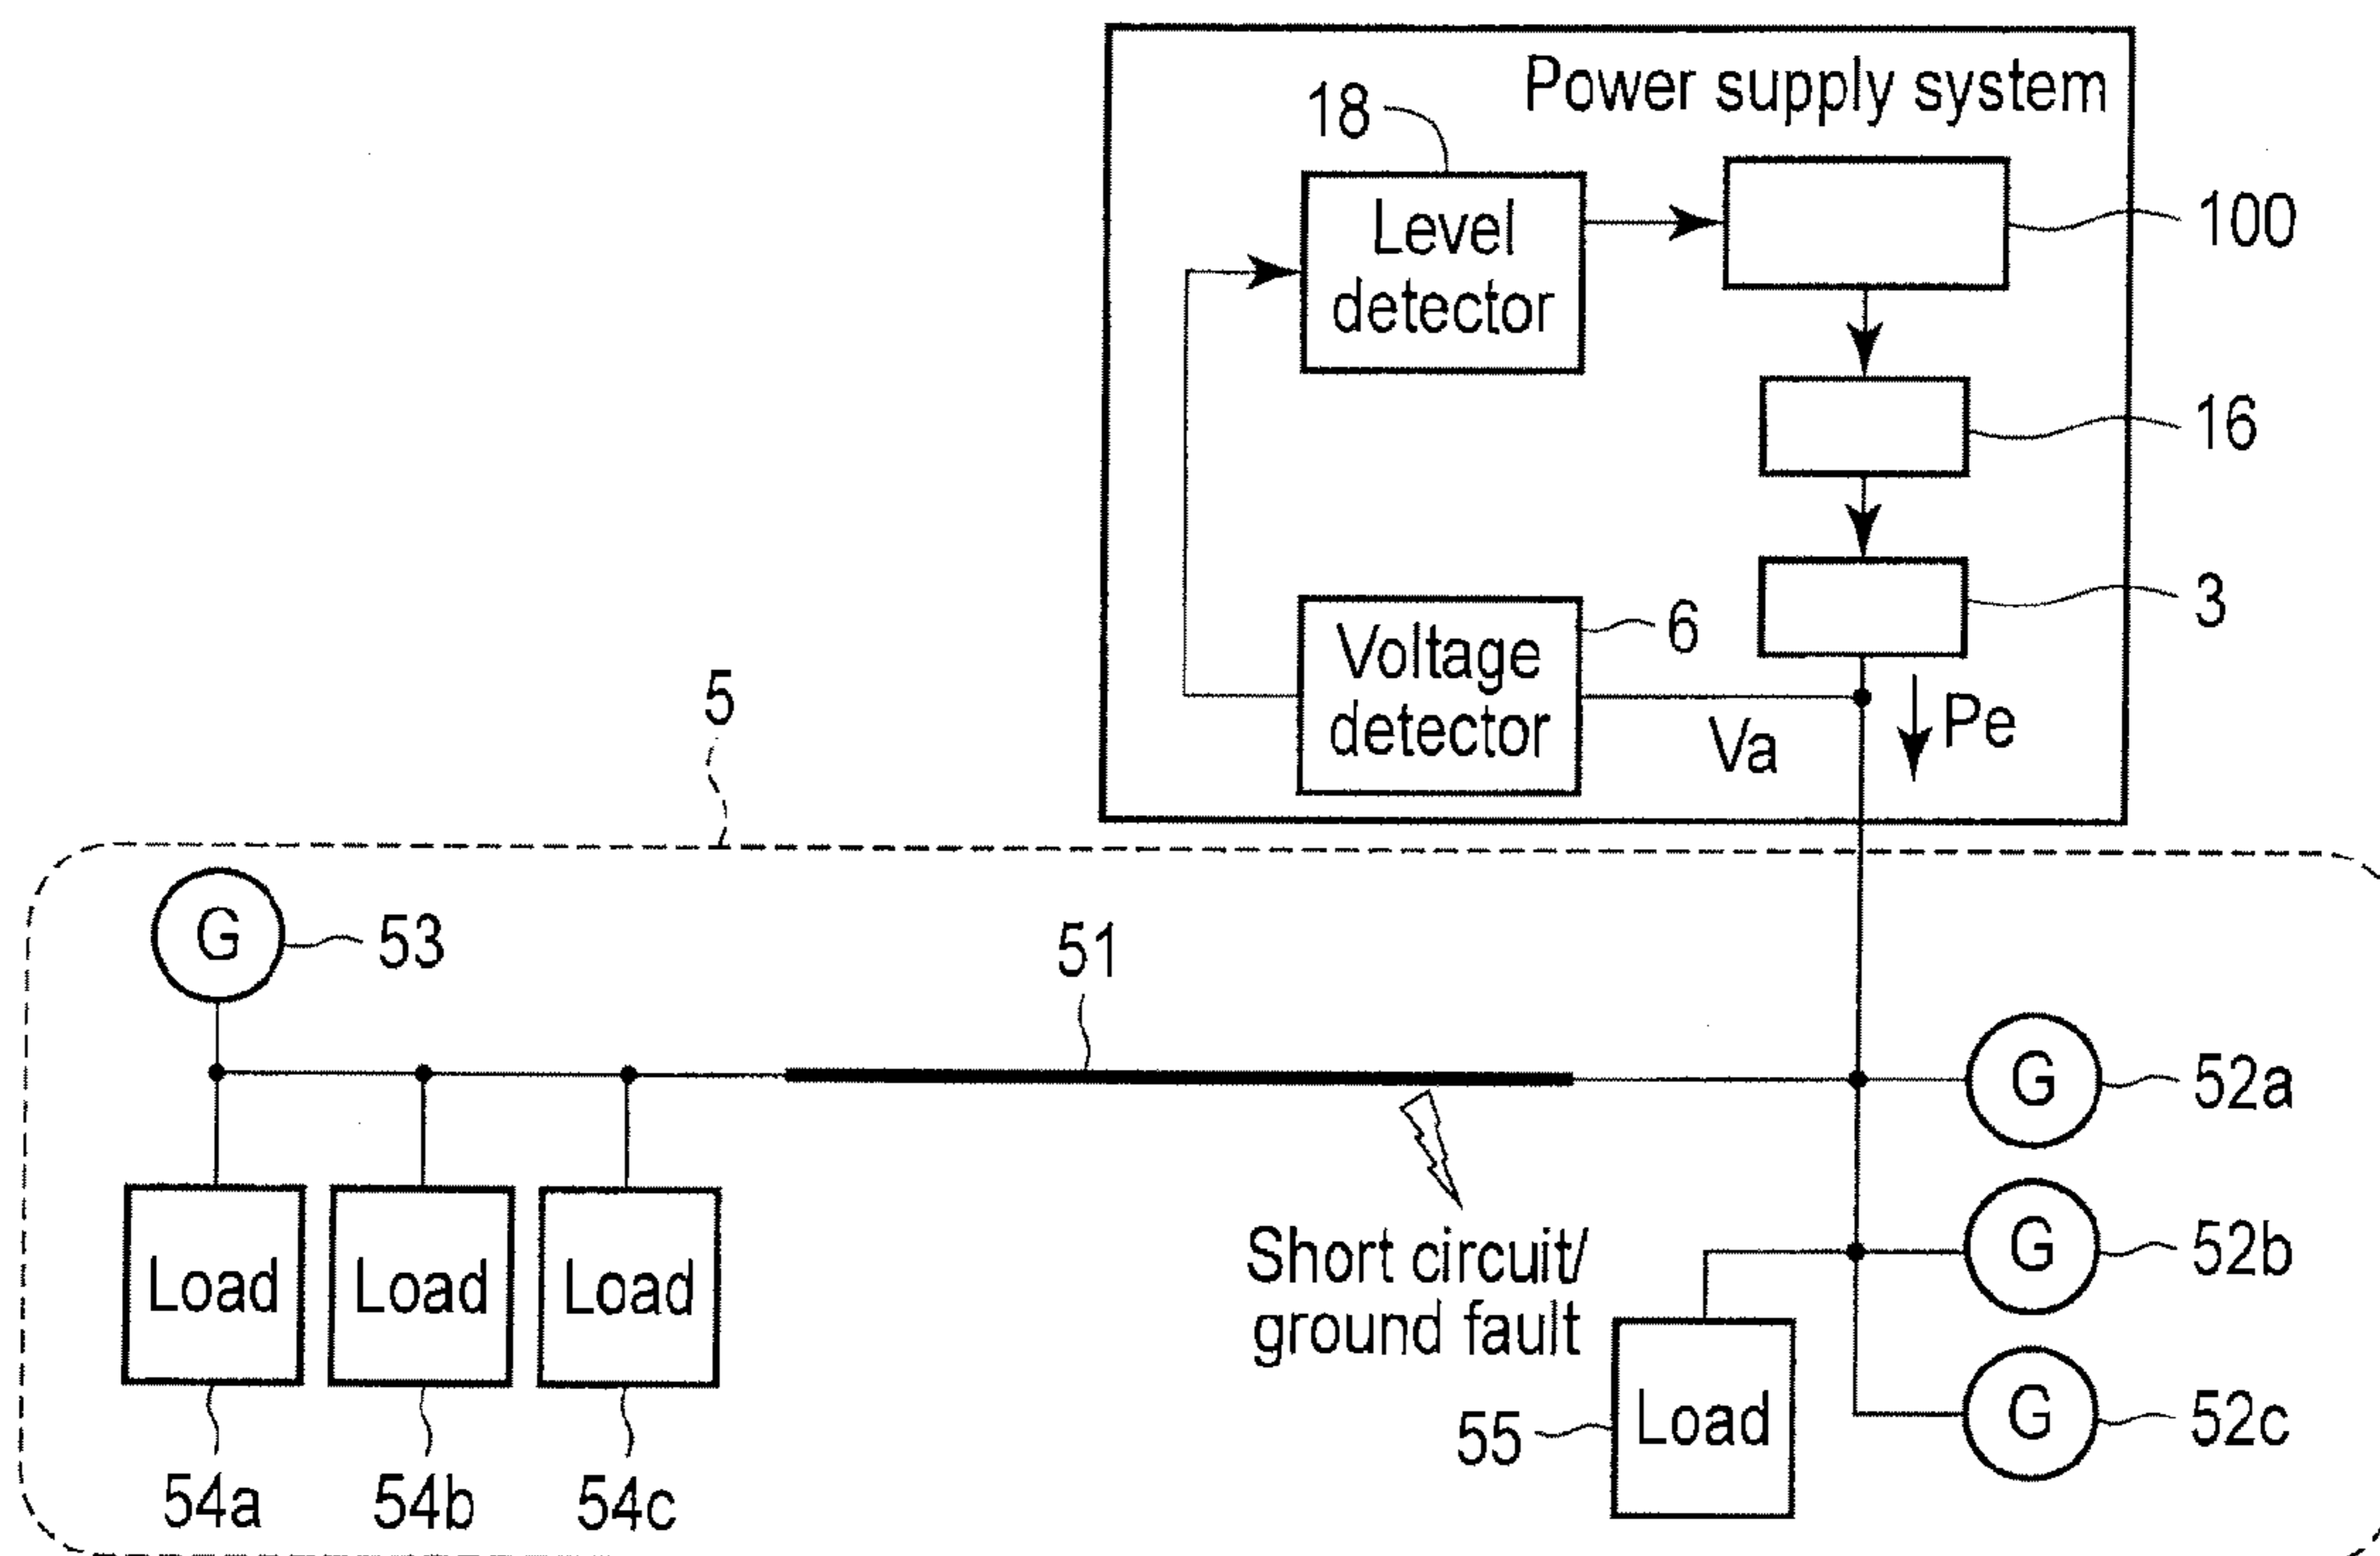 Power supply system
18
Level
detector
100
16
3
6
Voltage
detector
Va
Pe
5
G
53
51
G
52a
Short circuit/
ground fault
G
52b
Load
Load
Load
55
Load
G
52c
54a
54b
54c